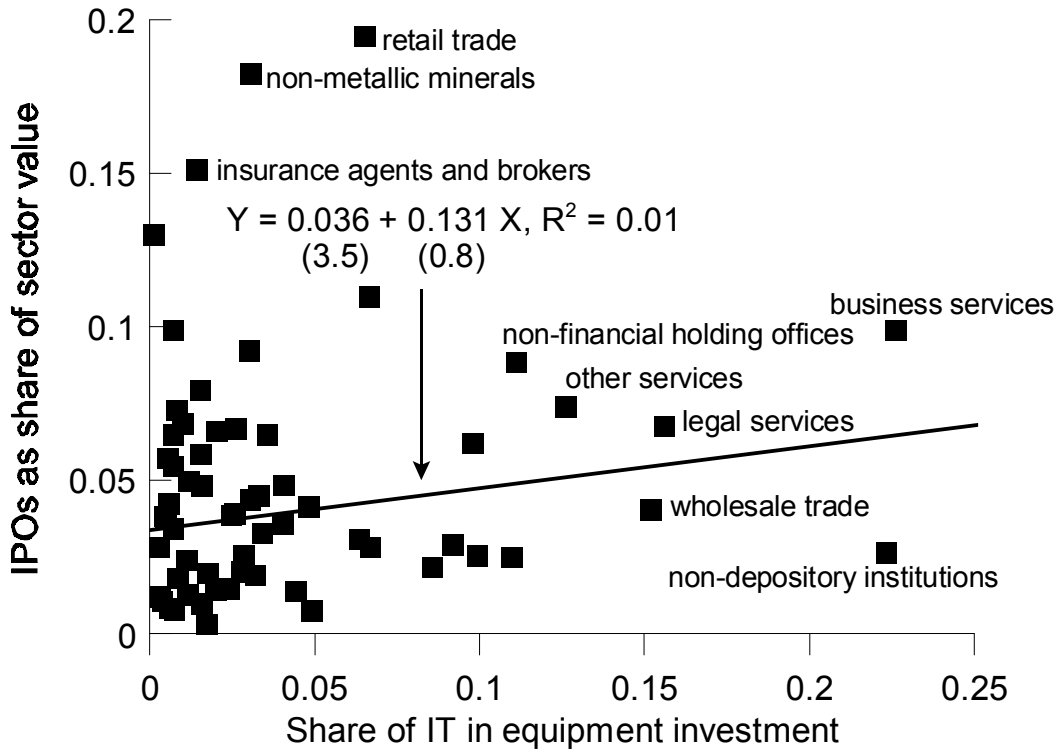 IPOs as share of sector value
0.2
0.15
0.1
0.05
0
retail trade
non-metallic minerals
insurance agents and brokers
Y = 0.036 + 0.131 X, R² = 0.01
(3.5) (0.8)
business services
non-financial holding offices
other services
legal services
wholesale trade
non-depository institutions
0 0.05 0.1 0.15 0.2 0.25
Share of IT in equipment investment